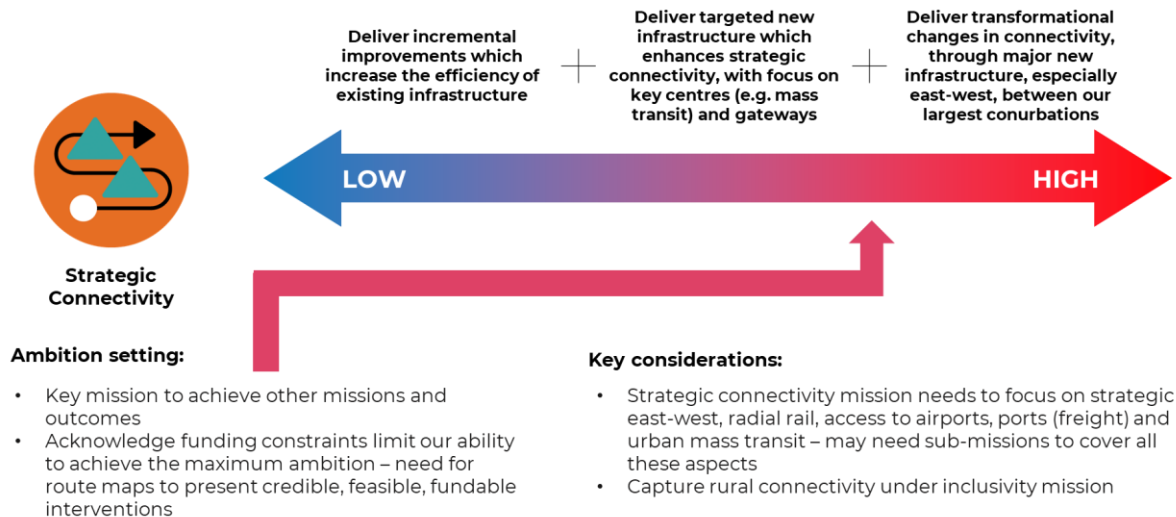 Deliver incremental
improvements which
increase the efficiency of
existing infrastructure
Deliver targeted new
infrastructure which
enhances strategic
connectivity, with focus on
key centres (e.g. mass
transit) and gateways
Deliver transformational
changes in connectivity,
through major new
infrastructure, especially
east-west, between our
largest conurbations
LOW
HIGH
Strategic
Connectivity
Ambition setting:
• Key mission to achieve other missions and
outcomes
• Acknowledge funding constraints limit our ability
to achieve the maximum ambition – need for
route maps to present credible, feasible, fundable
interventions
Key considerations:
• Strategic connectivity mission needs to focus on strategic
east-west, radial rail, access to airports, ports (freight) and
urban mass transit – may need sub-missions to cover all
these aspects
• Capture rural connectivity under inclusivity mission